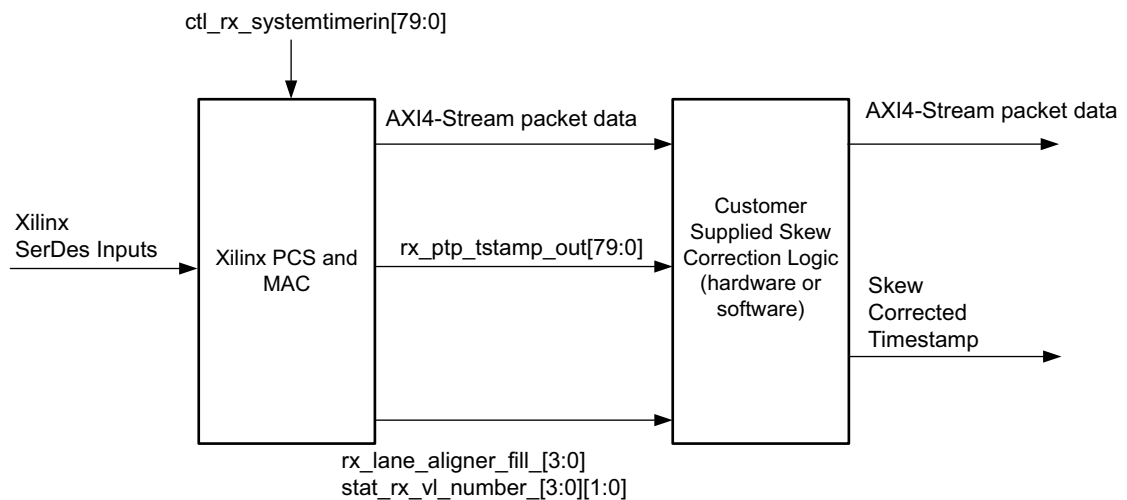 ctl_rx_systemtimerin[79:0]
AXI4-Stream packet data
AXI4-Stream packet data
Xilinx
SerDes Inputs
Xilinx PCS and
MAC
rx_ptp_tstamp_out[79:0]
Customer
Supplied Skew
Correction Logic
(hardware or
software)
Skew
Corrected
Timestamp
rx_lane_aligner_fill_[3:0]
stat_rx_vl_number_[3:0][1:0]